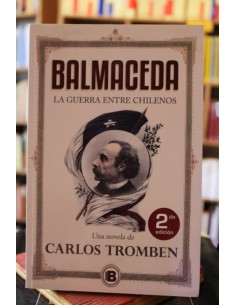 BALMACEDA
LA GUERRA ENTRE CHILENOS
2da
edición
Una novela de
CARLOS TROMBEN
B